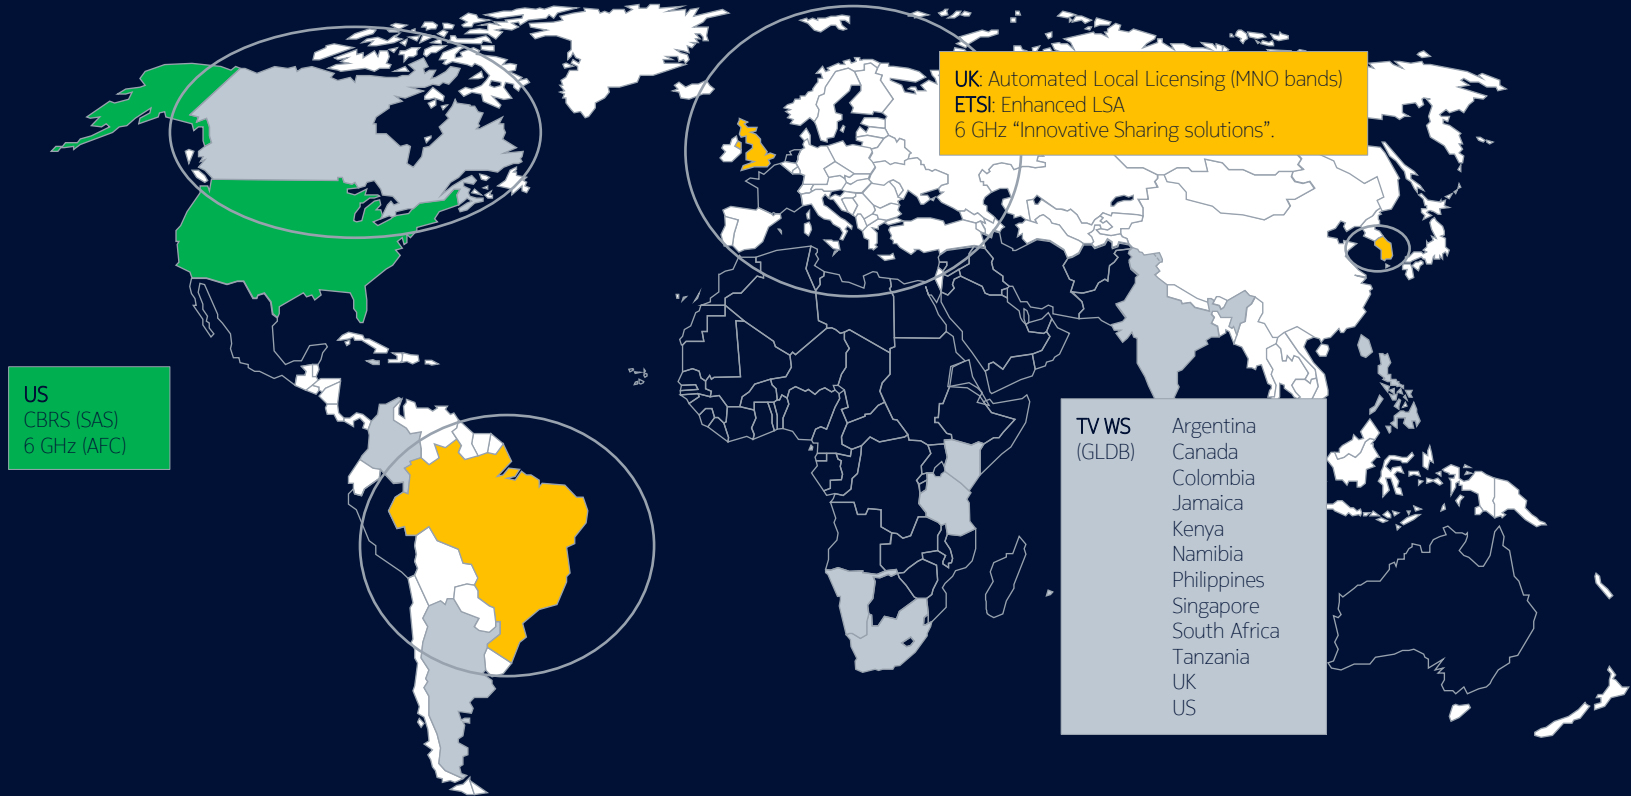 UK: Automated Local Licensing (MNO bands)
ETSI: Enhanced LSA
6 GHz “Innovative Sharing solutions”.
US
CBRS (SAS)
6 GHz (AFC)
TV WS Argentina
(GLDB) Canada
Colombia
Jamaica
Kenya
Namibia
Philippines
Singapore
South Africa
Tanzania
UK
US